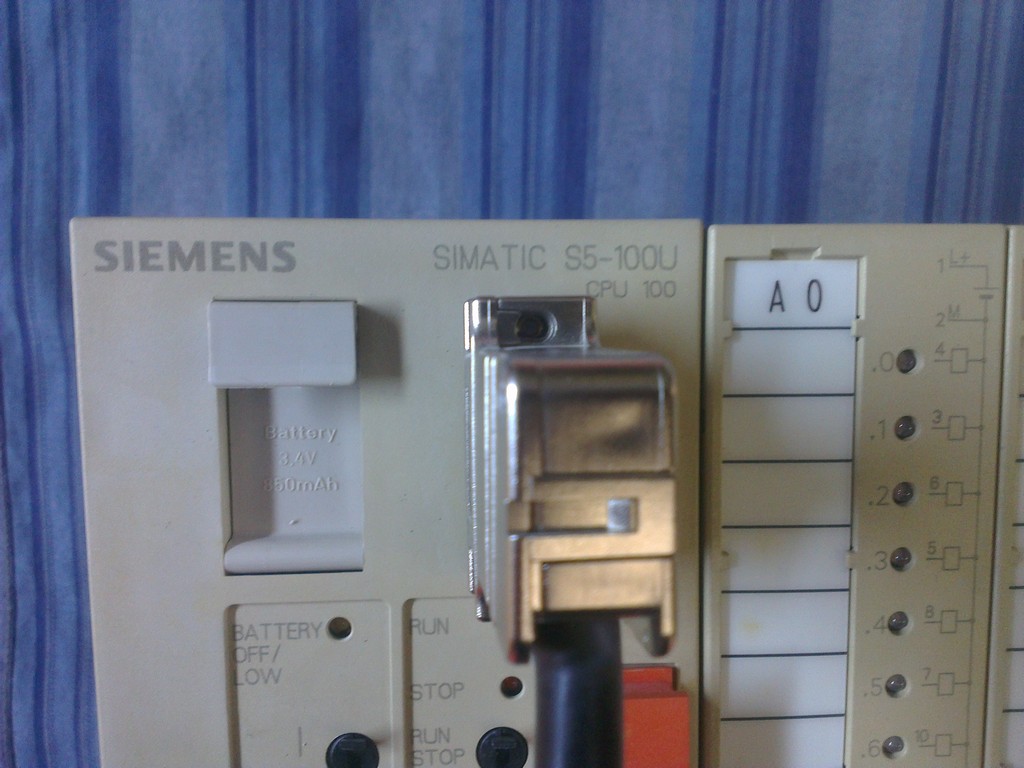 SIEMENS
SIMATIC S5-100U
CPU 100
Battery
3,4V
850mAh
BATTERY
OFF/
LOW
RUN
STOP
RUN
STOP
A 0
1 L+
2 M
.0 4
.1 3
.2 6
.3 5
.4 8
.5 7
.6 10